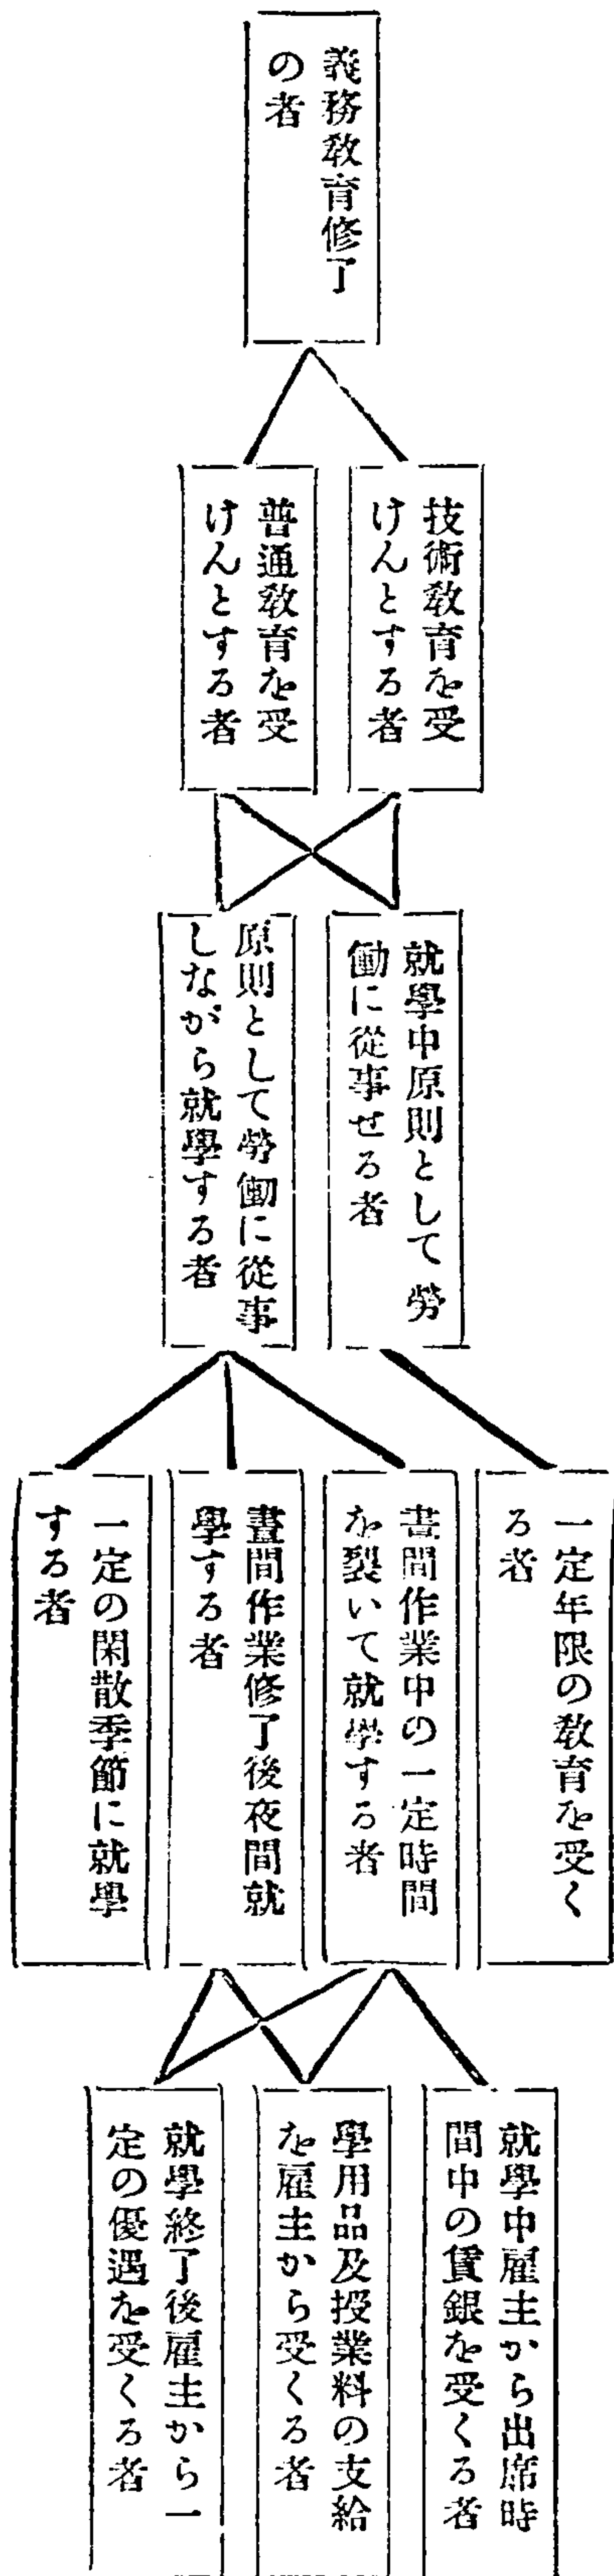 義務敎育修了
の者
技術敎育を受
けんとする者
普通敎育を受
けんとする者
就學中原則として勞
働に從事せる者
原則として勞働に從事
しながら就學する者
一定年限の敎育を受く
る者
晝間作業中の一定時間
を裂いて就學する者
晝間作業修了後夜間就
學する者
一定の閑散季節に就學
する者
就學中雇主から出席時
間中の賃銀を受くる者
學用品及授業料の支給
を雇主から受くる者
就學終了後雇主から一
定の優遇を受くる者